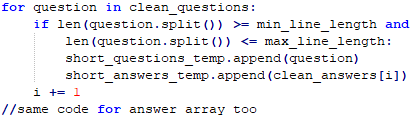 for question in clean_questions:
if len(question.split()) >= min_line_length and
len(question.split()) <= max_line_length:
short_questions_temp.append(question)
short_answers_temp.append(clean_answers[i])
i += 1
//same code for answer array too